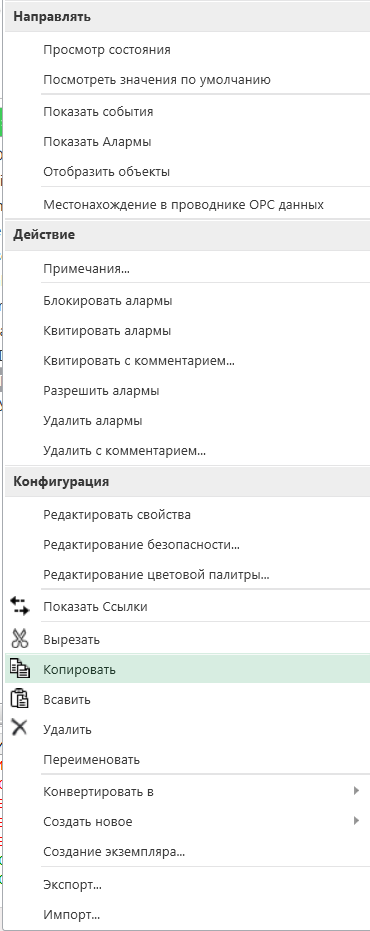 Направлять
Просмотр состояния
Посмотреть значения по умолчанию
Показать события
Показать Алармы
Отобразить объекты
Местонахождение в проводнике OPC данных
Действие
Примечания...
Блокировать алармы
Квитировать алармы
Квитировать с комментарием...
Разрешить алармы
Удалить алармы
Удалить с комментарием...
Конфигурация
Редактировать свойства
Редактирование безопасности...
Редактирование цветовой палитры...
Показать Ссылки
Вырезать
Копировать
Всавить
Удалить
Переименовать
Конвертировать в
Создать новое
Создание экземпляра...
Экспорт...
Импорт...